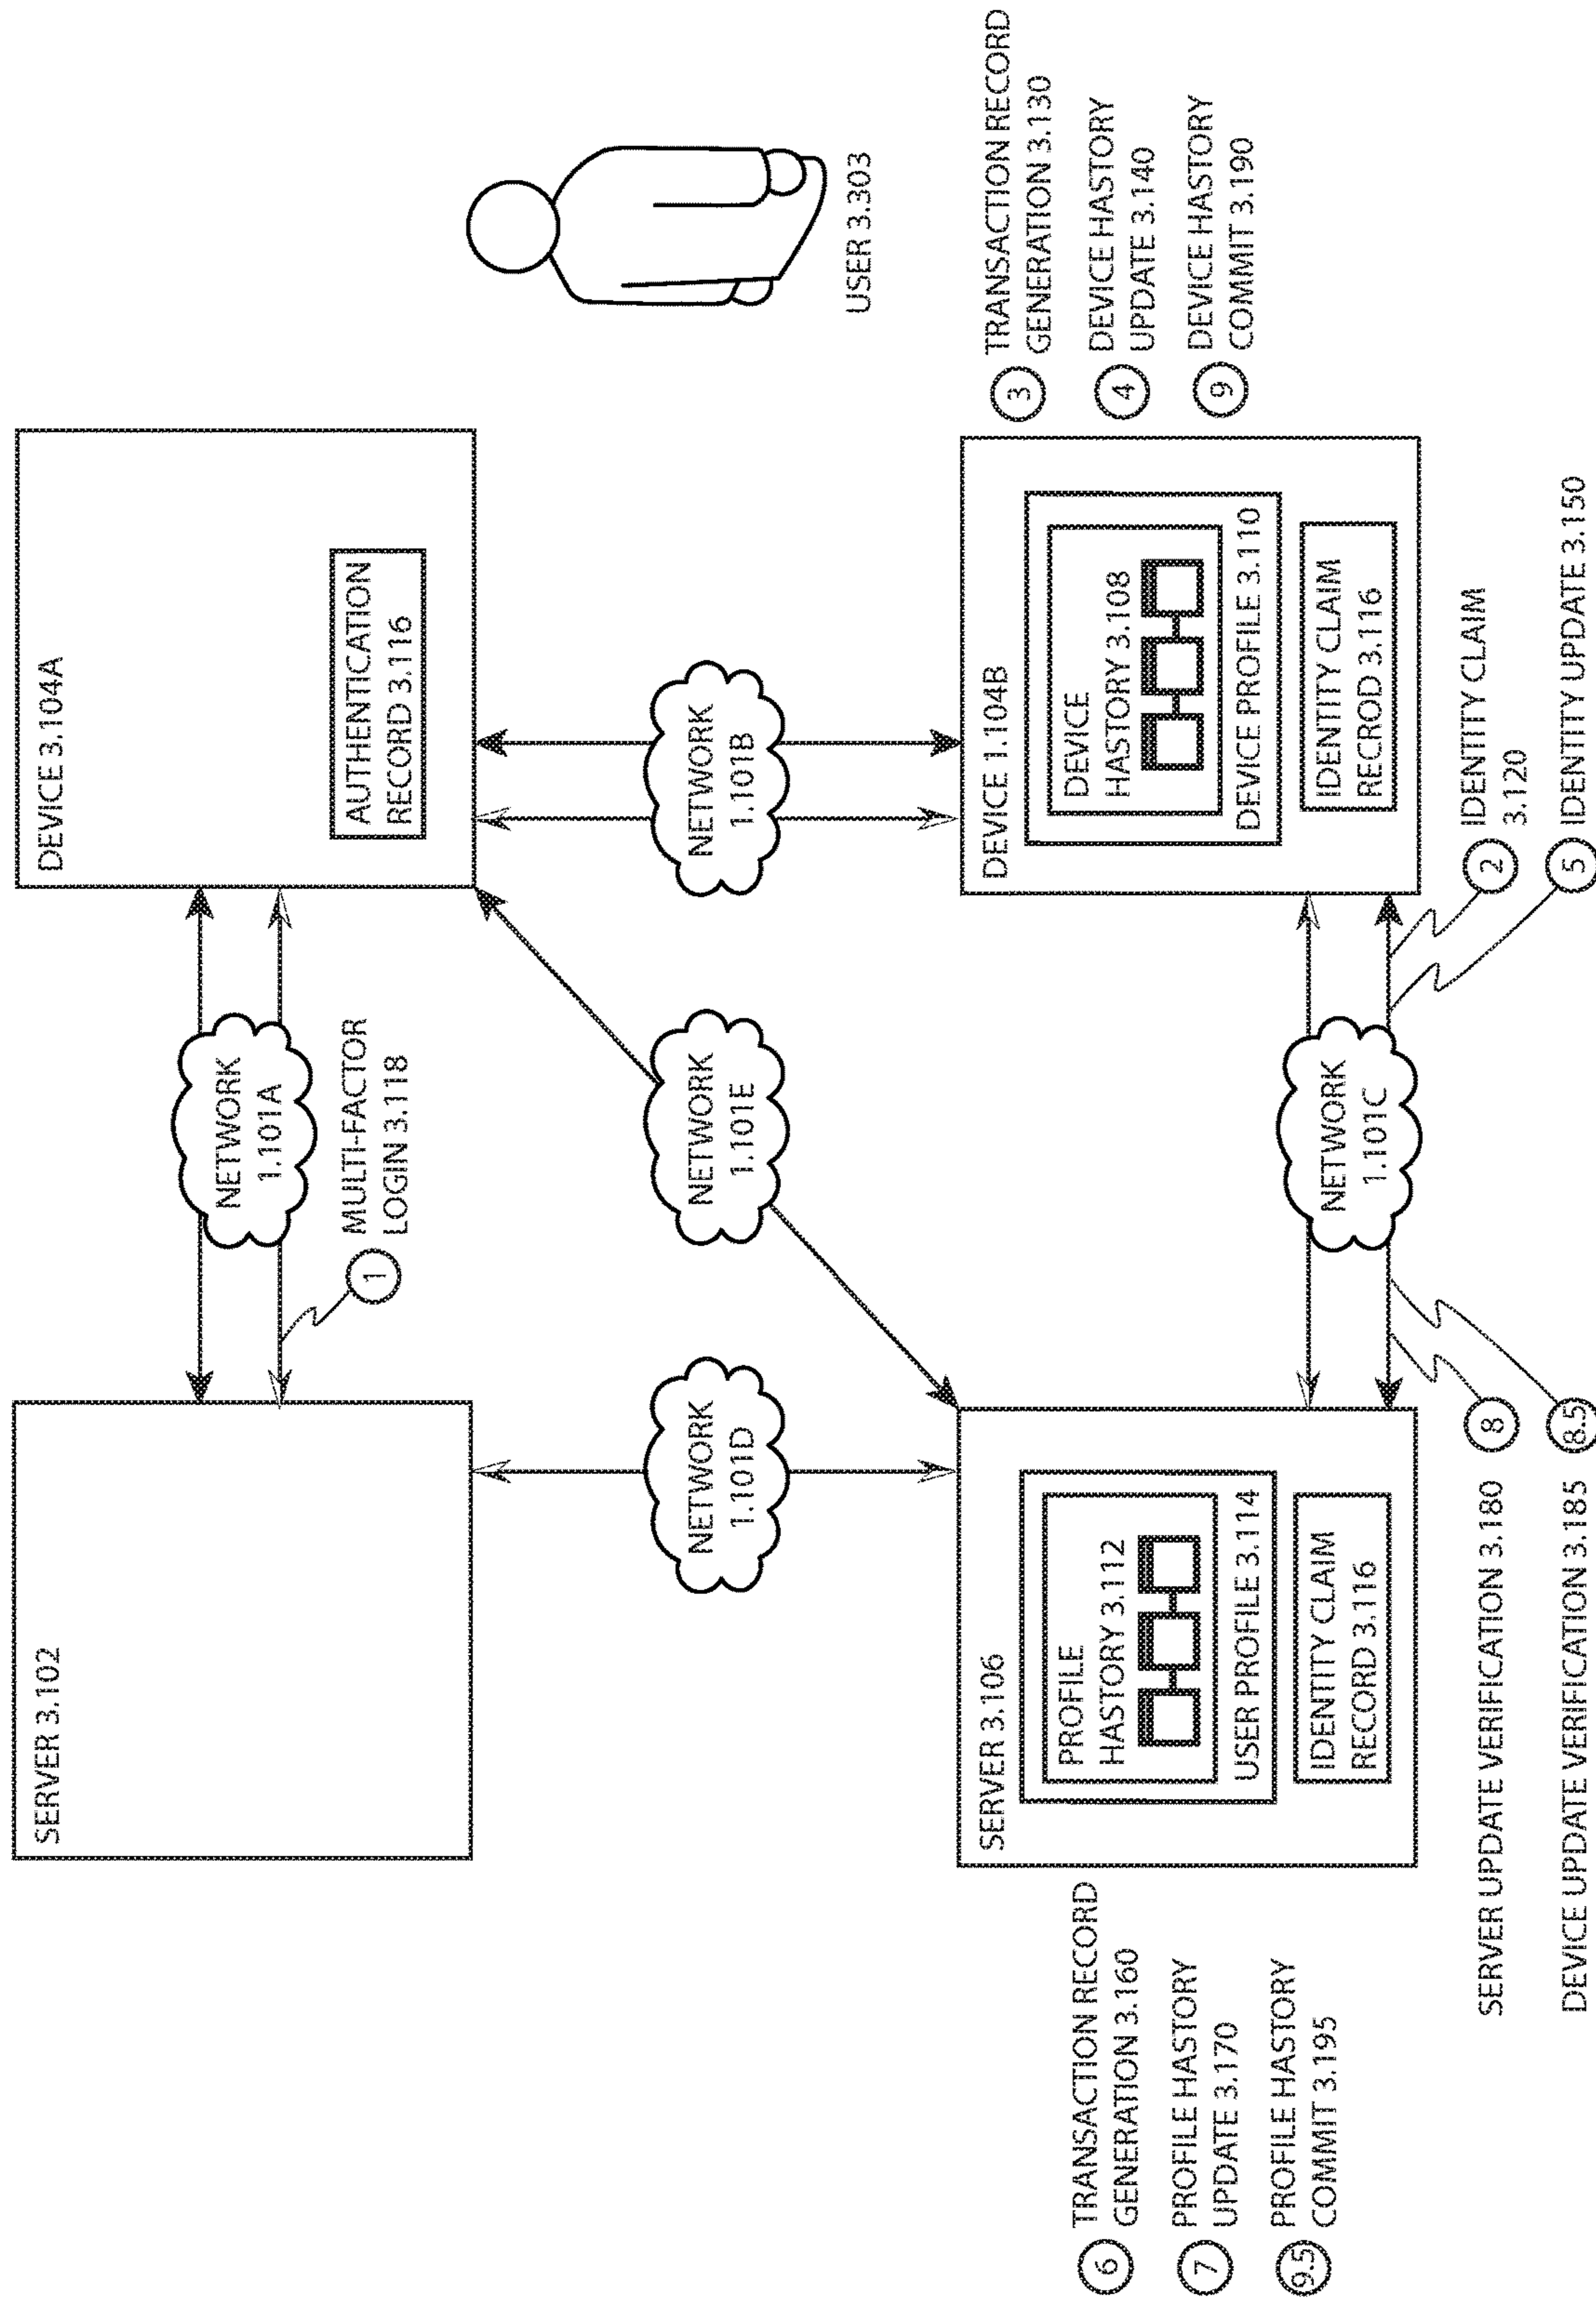 SERVER 3.102
NETWORK
1.101A
1
MULTI-FACTOR
LOGIN 3.118
DEVICE 3.104A
AUTHENTICATION
RECORD 3.116
USER 3.303
NETWORK
1.101D
NETWORK
1.101E
NETWORK
1.101B
6
TRANSACTION RECORD
GENERATION 3.160
7
PROFILE HASTORY
UPDATE 3.170
9.5
PROFILE HASTORY
COMMIT 3.195
SERVER 3.106
PROFILE
HASTORY 3.112
USER PROFILE 3.114
IDENTITY CLAIM
RECORD 3.116
NETWORK
1.101C
DEVICE 1.104B
DEVICE
HASTORY 3.108
DEVICE PROFILE 3.110
IDENTITY CLAIM
RECROD 3.116
3
TRANSACTION RECORD
GENERATION 3.130
4
DEVICE HASTORY
UPDATE 3.140
9
DEVICE HASTORY
COMMIT 3.190
SERVER UPDATE VERIFICATION 3.180
8
2
IDENTITY CLAIM
3.120
DEVICE UPDATE VERIFICATION 3.185
8.5
5
IDENTITY UPDATE 3.150